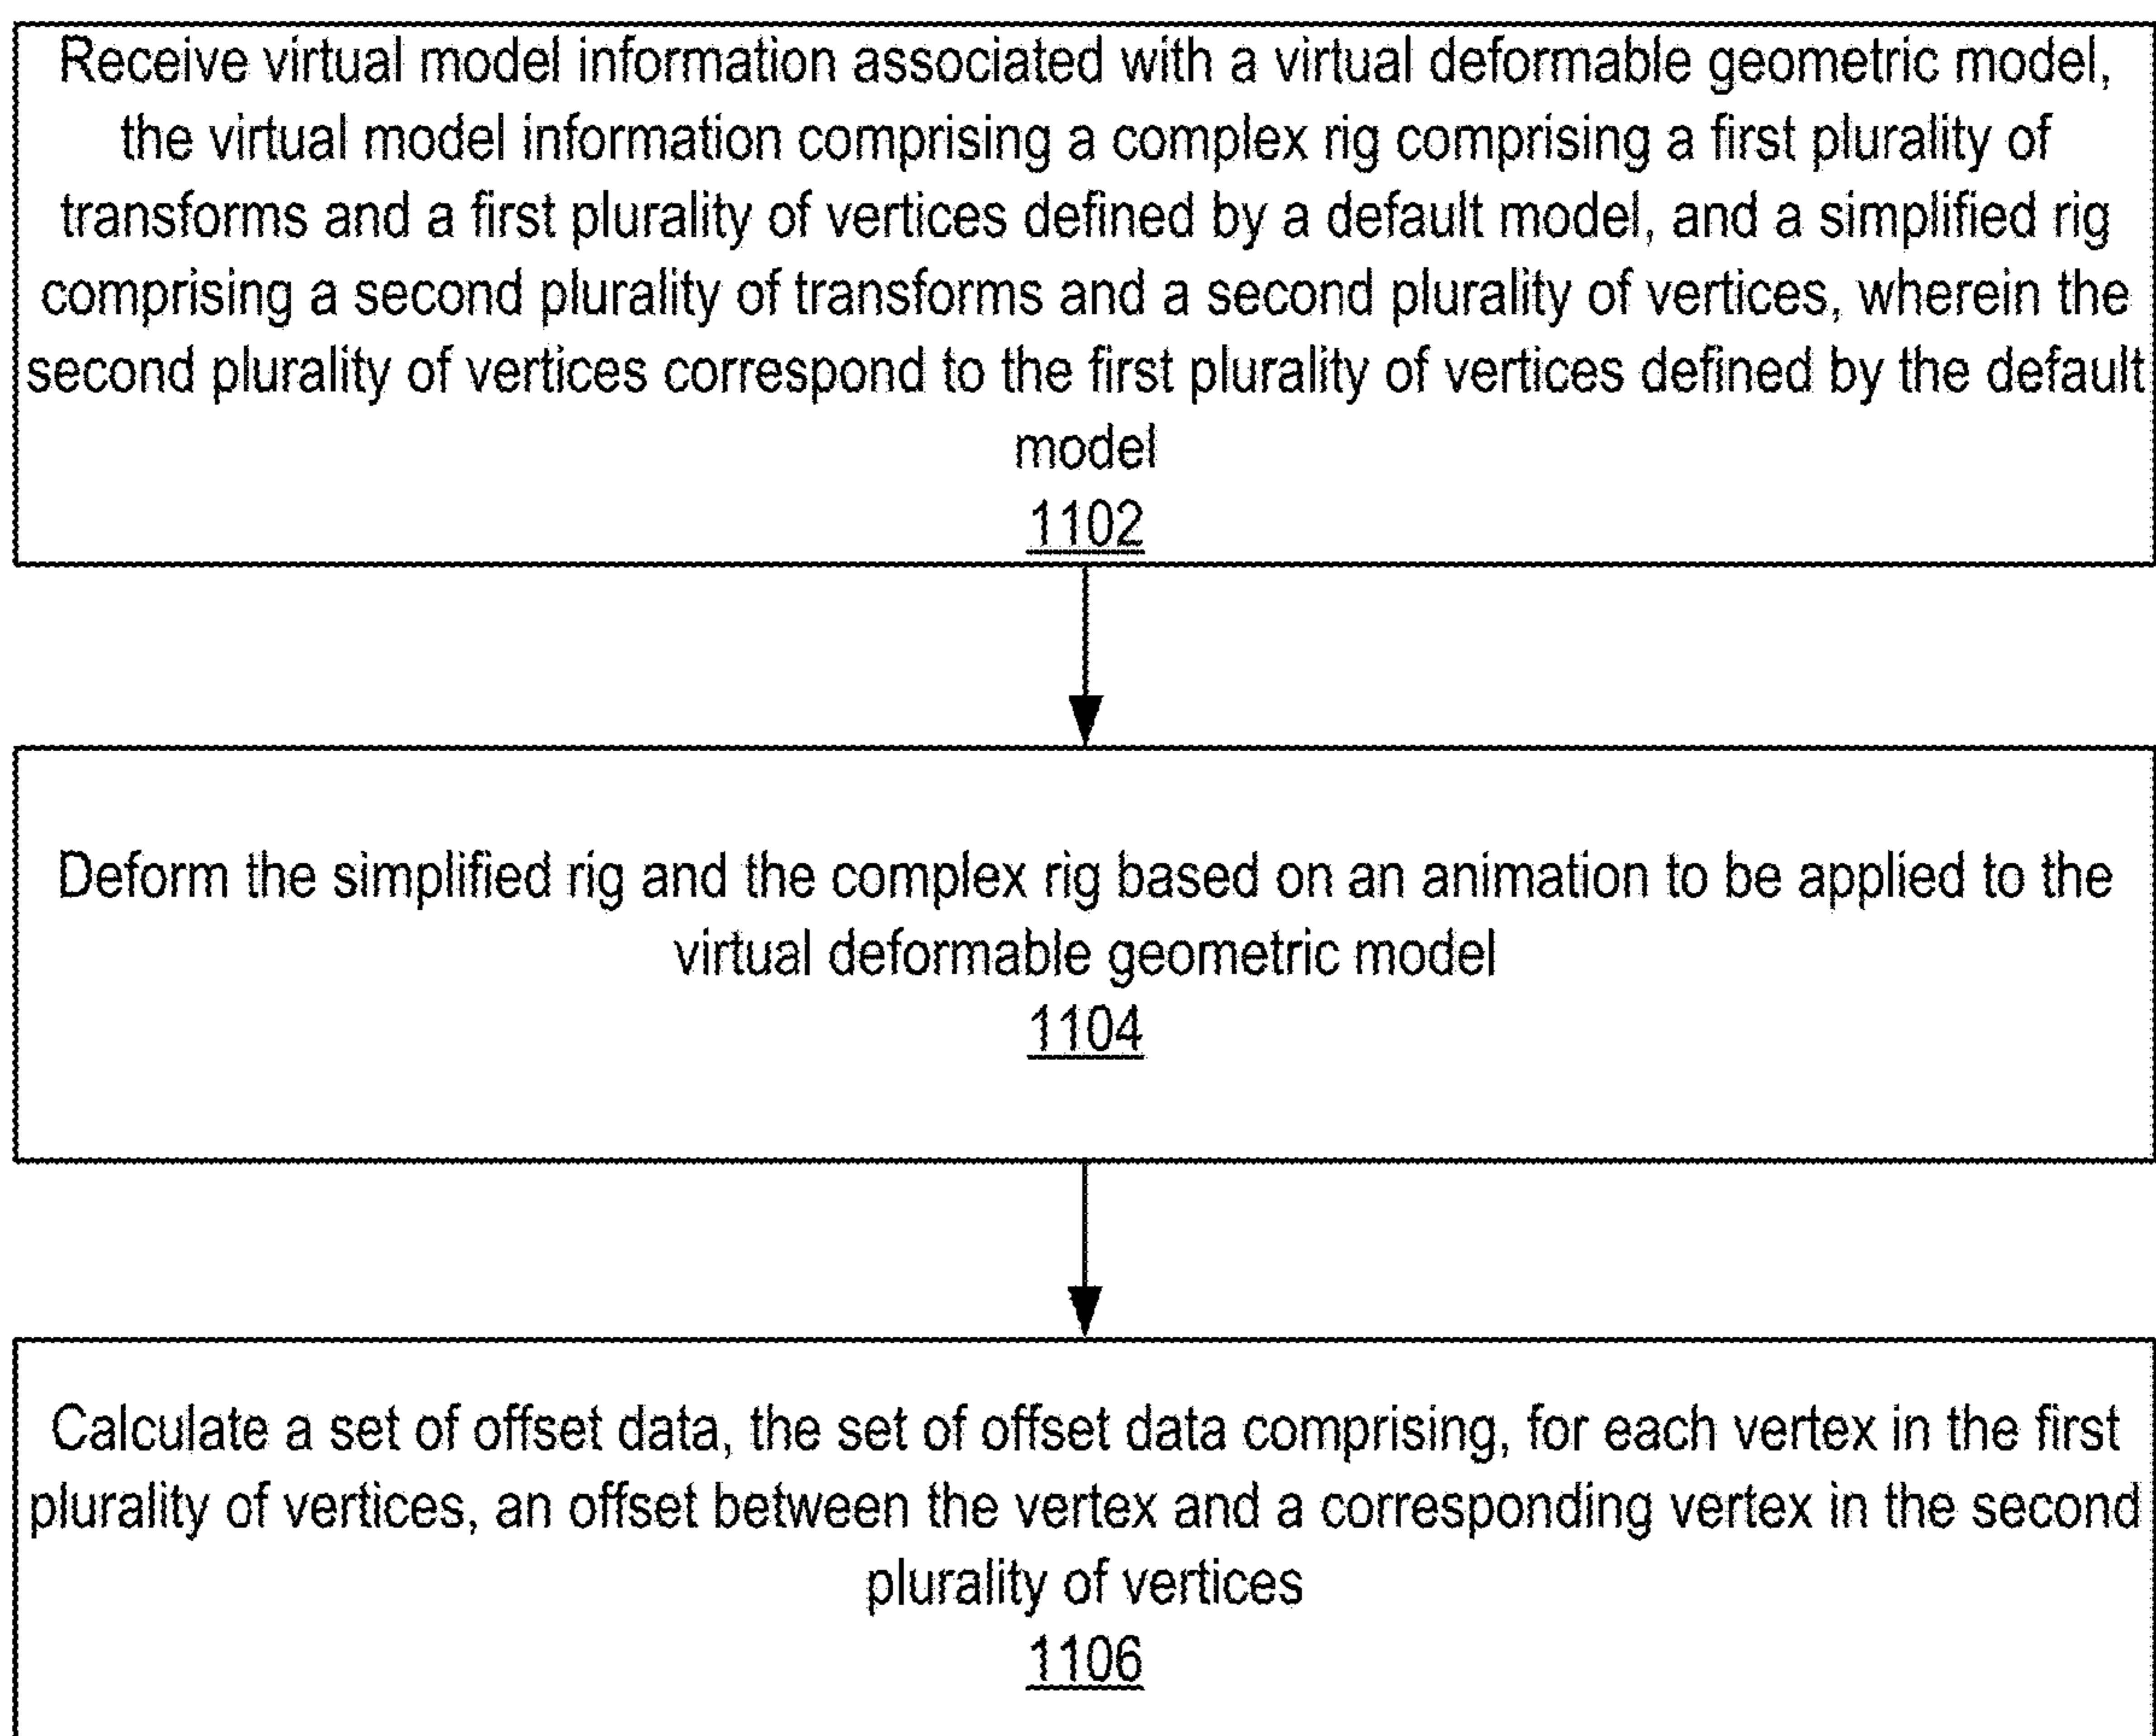 Receive virtual model information associated with a virtual deformable geometric model,
the virtual model information comprising a complex rig comprising a first plurality of
transforms and a first plurality of vertices defined by a default model, and a simplified rig
comprising a second plurality of transforms and a second plurality of vertices, wherein the
second plurality of vertices correspond to the first plurality of vertices defined by the default
model
1102
Deform the simplified rig and the complex rig based on an animation to be applied to the
virtual deformable geometric model
1104
Calculate a set of offset data, the set of offset data comprising, for each vertex in the first
plurality of vertices, an offset between the vertex and a corresponding vertex in the second
plurality of vertices
1106